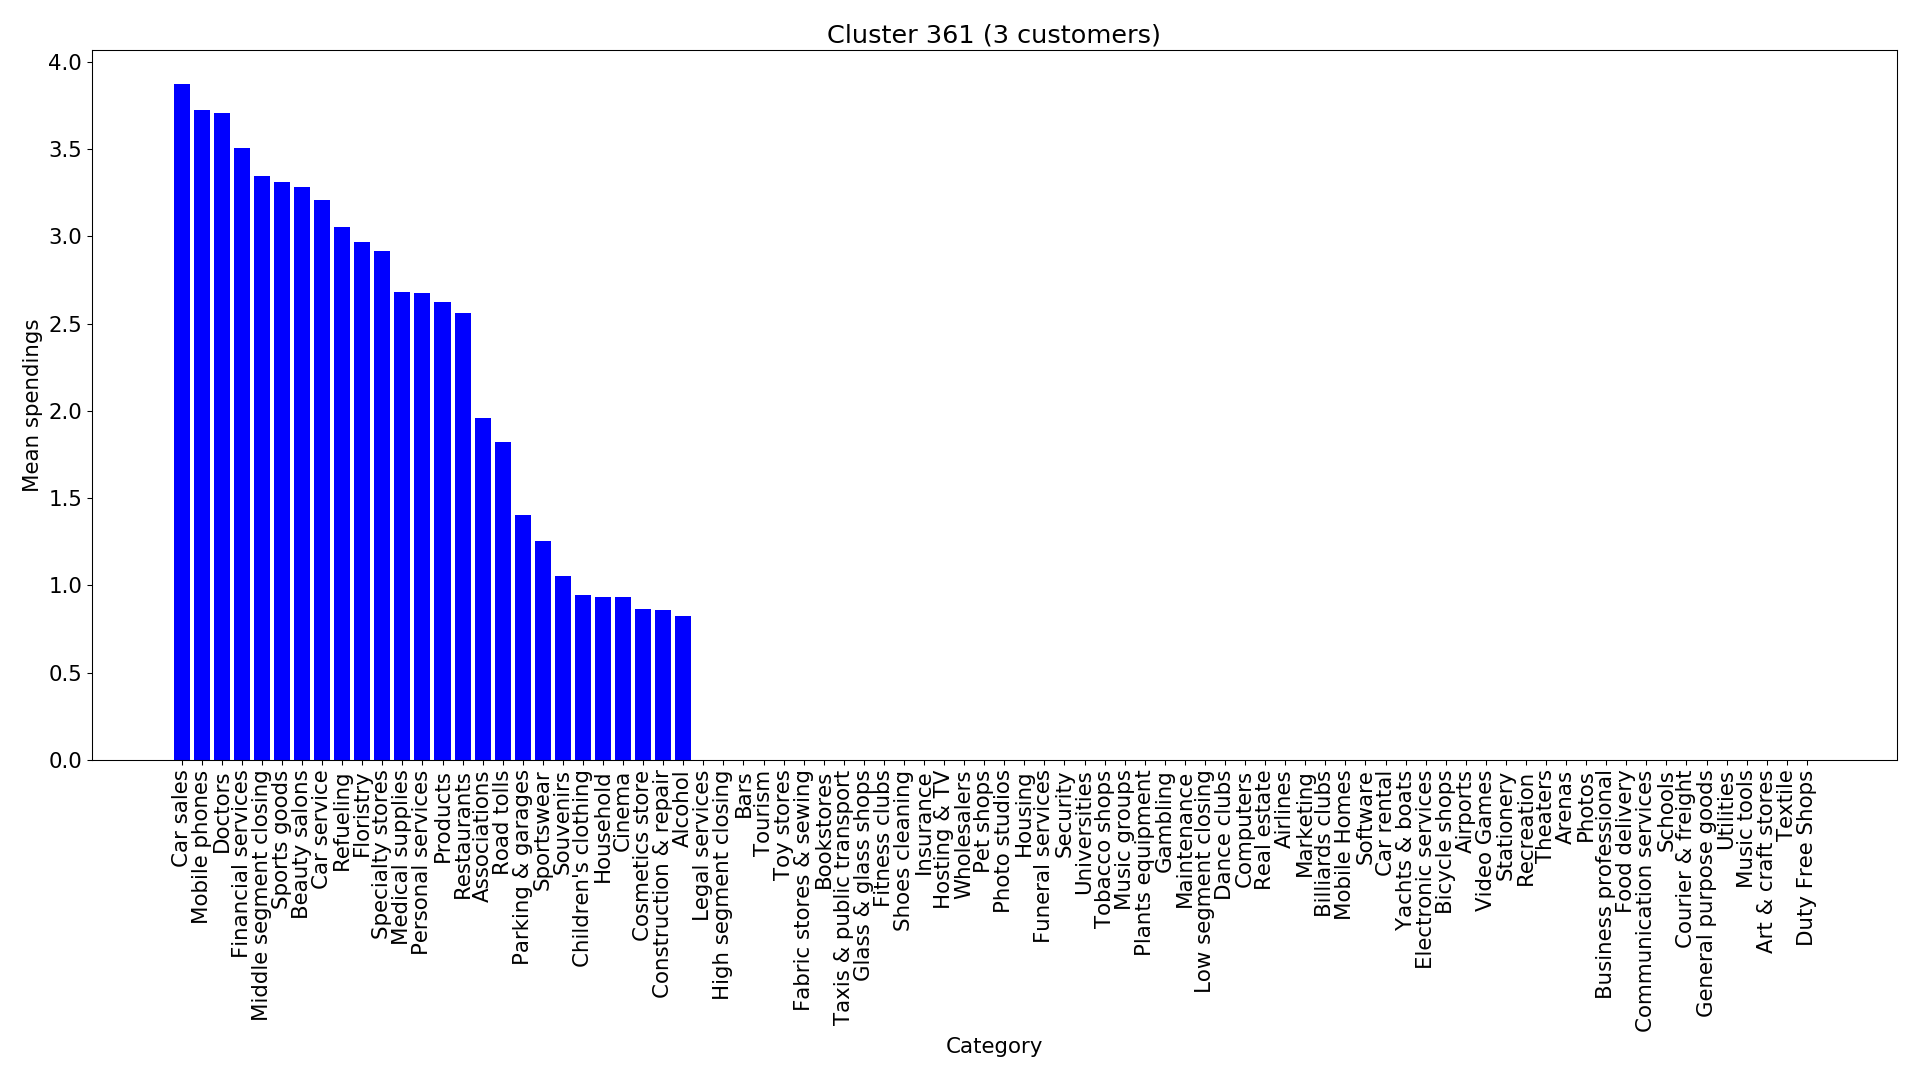 Cluster 361 (3 customers)
4.0
3.5
3.0
2.5
2.0
1.5
1.0
0.5
0.0
Mean spendings
Car sales
Mobile phones
Doctors
Financial services
Middle segment closing
Sports goods
Beauty salons
Car service
Refueling
Floristry
Specialty stores
Medical supplies
Personal services
Products
Restaurants
Associations
Road tolls
Parking & garages
Sportswear
Souvenirs
Children's clothing
Household
Cinema
Cosmetics store
Construction & repair
Alcohol
Legal services
High segment closing
Bars
Tourism
Toy stores
Fabric stores & sewing
Bookstores
Taxis & public transport
Glass & glass shops
Fitness clubs
Shoes cleaning
Insurance
Hosting & TV
Wholesalers
Pet shops
Photo studios
Housing
Funeral services
Security
Universities
Tobacco shops
Music groups
Plants equipment
Gambling
Maintenance
Low segment closing
Dance clubs
Computers
Real estate
Airlines
Marketing
Billiards clubs
Mobile Homes
Software
Car rental
Yachts & boats
Electronic services
Bicycle shops
Airports
Video Games
Stationery
Recreation
Theaters
Arenas
Photos
Business professional
Food delivery
Communication services
Schools
Courier & freight
General purpose goods
Utilities
Music tools
Art & craft stores
Textile
Duty Free Shops
Category